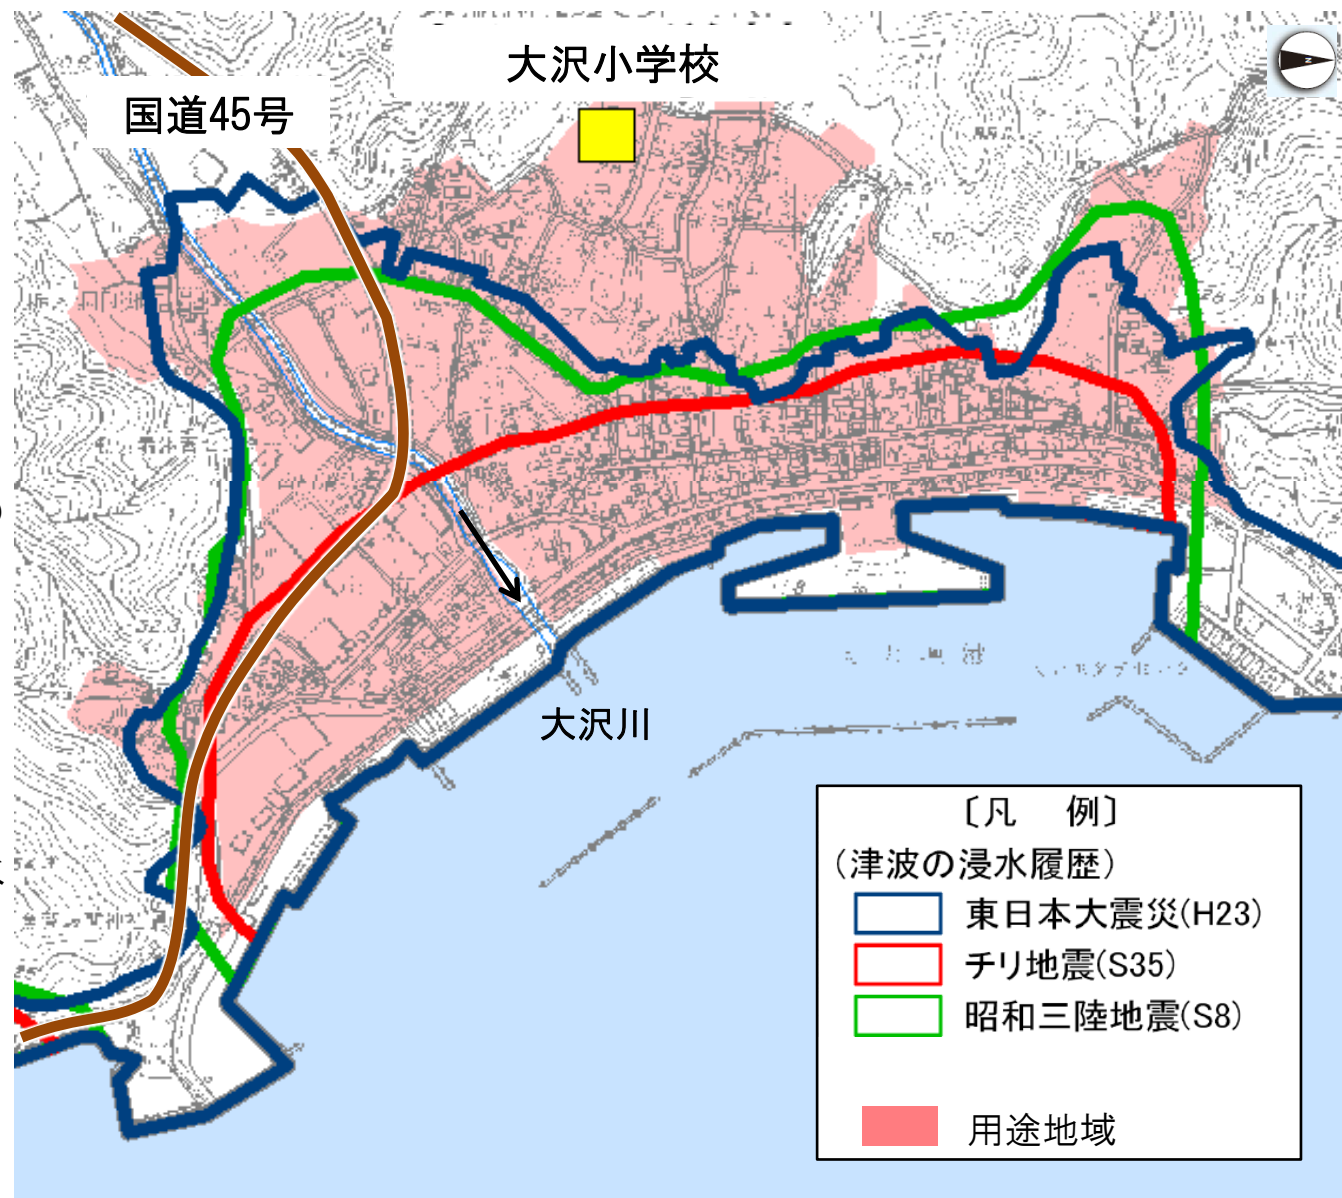 大沢小学校
N
国道45号
大沢川
〔凡 例〕
(津波の浸水履歴)
東日本大震災(H23)
チリ地震(S35)
昭和三陸地震(S8)
用途地域